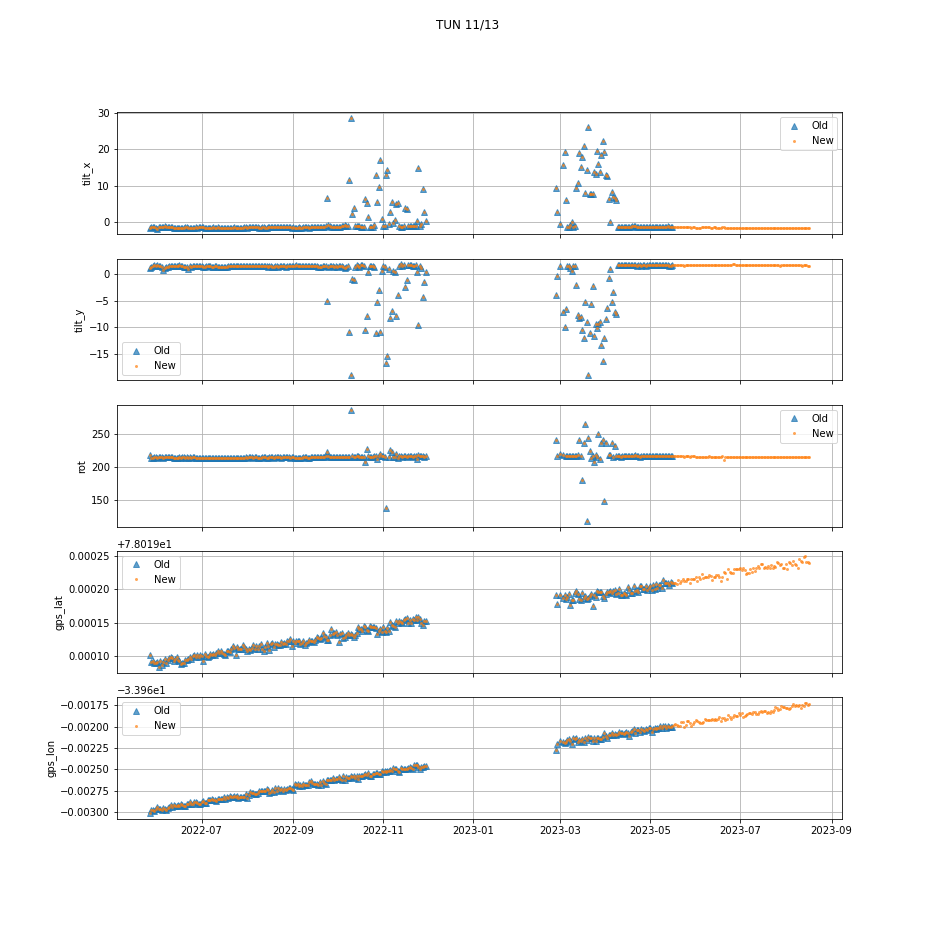 TUN 11/13
tilt_x
30
20
10
0
Old
New
tilt_y
0
−5
−10
−15
Old
New
rot
250
200
150
Old
New
+7.8019e1
gps_lat
0.00025
0.00020
0.00015
0.00010
Old
New
−3.396e1
gps_lon
−0.00175
−0.00200
−0.00225
−0.00250
−0.00275
−0.00300
Old
New
2022-07 2022-09 2022-11 2023-01 2023-03 2023-05 2023-07 2023-09